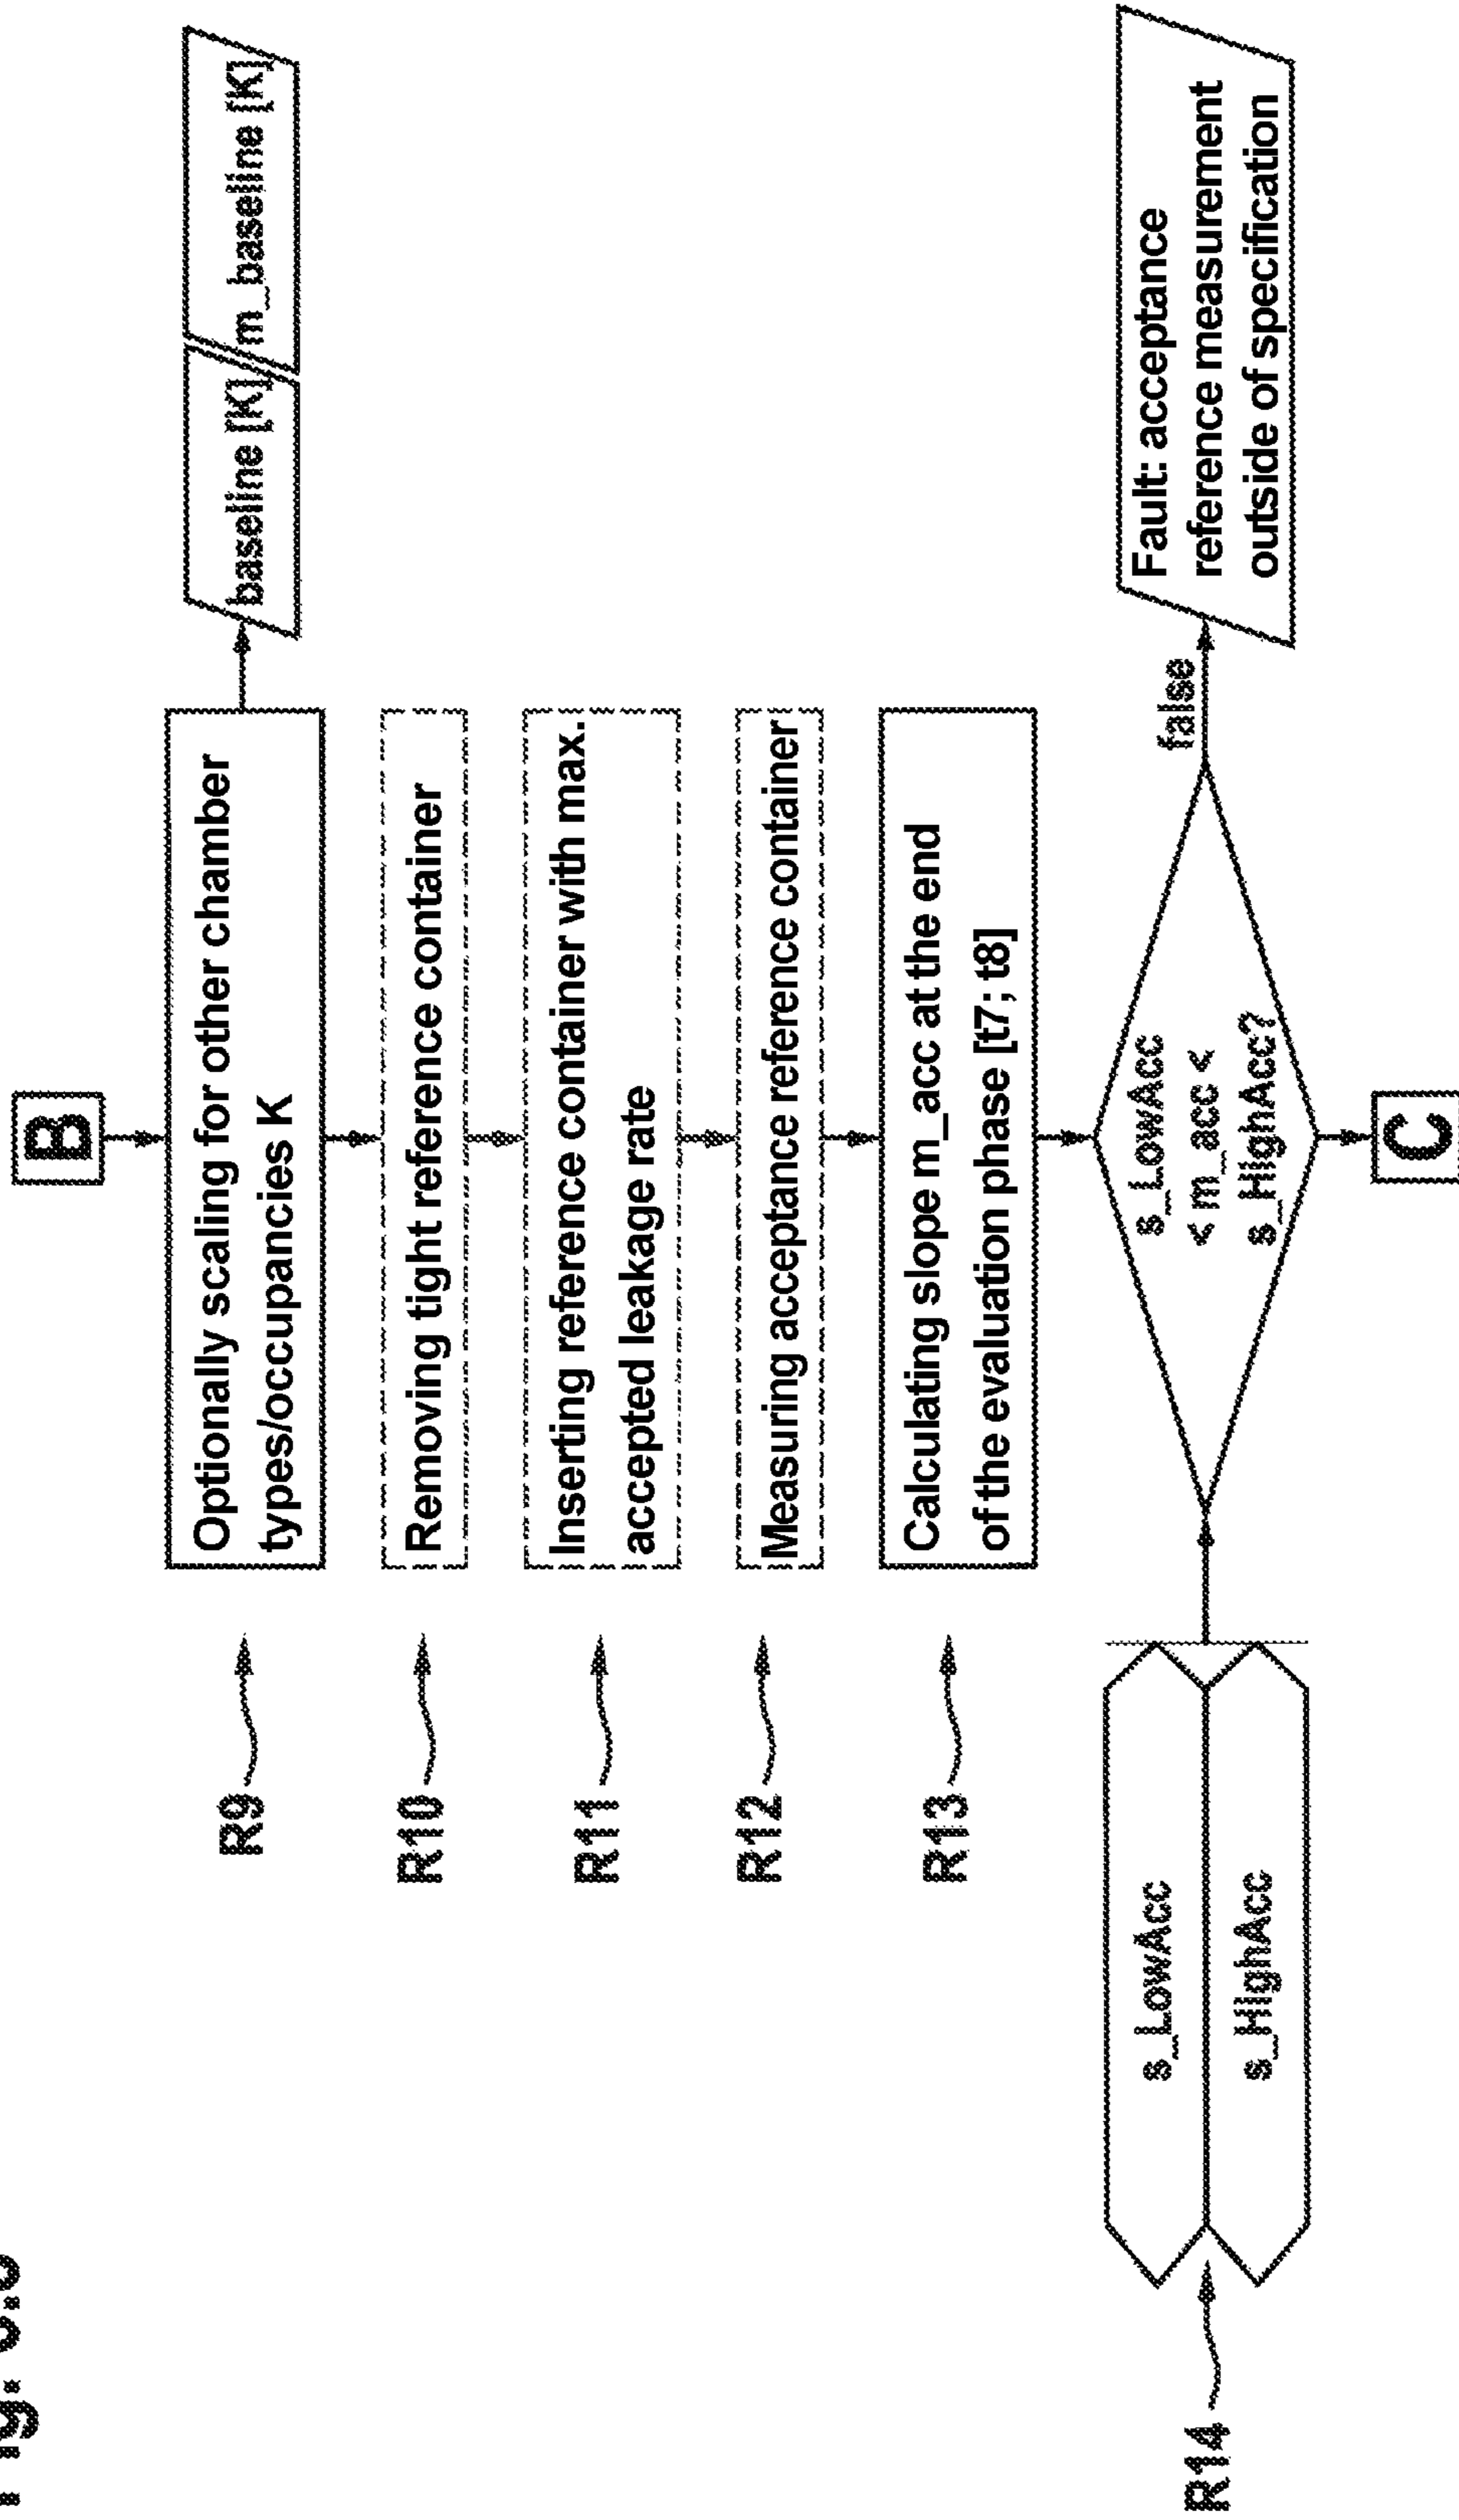 B
R9
Optionally scaling for other chamber
types/occupancies K
baseline [K]
m_baseline [K]
R10
Removing tight reference container
R11
Inserting reference container with max.
accepted leakage rate
R12
Measuring acceptance reference container
R13
Calculating slope m_acc at the end
of the evaluation phase [t7; t8]
R14
s_LowAcc
s_HighAcc
s_LowAcc
< m_acc <
s_HighAcc?
false
Fault: acceptance
reference measurement
outside of specification
C